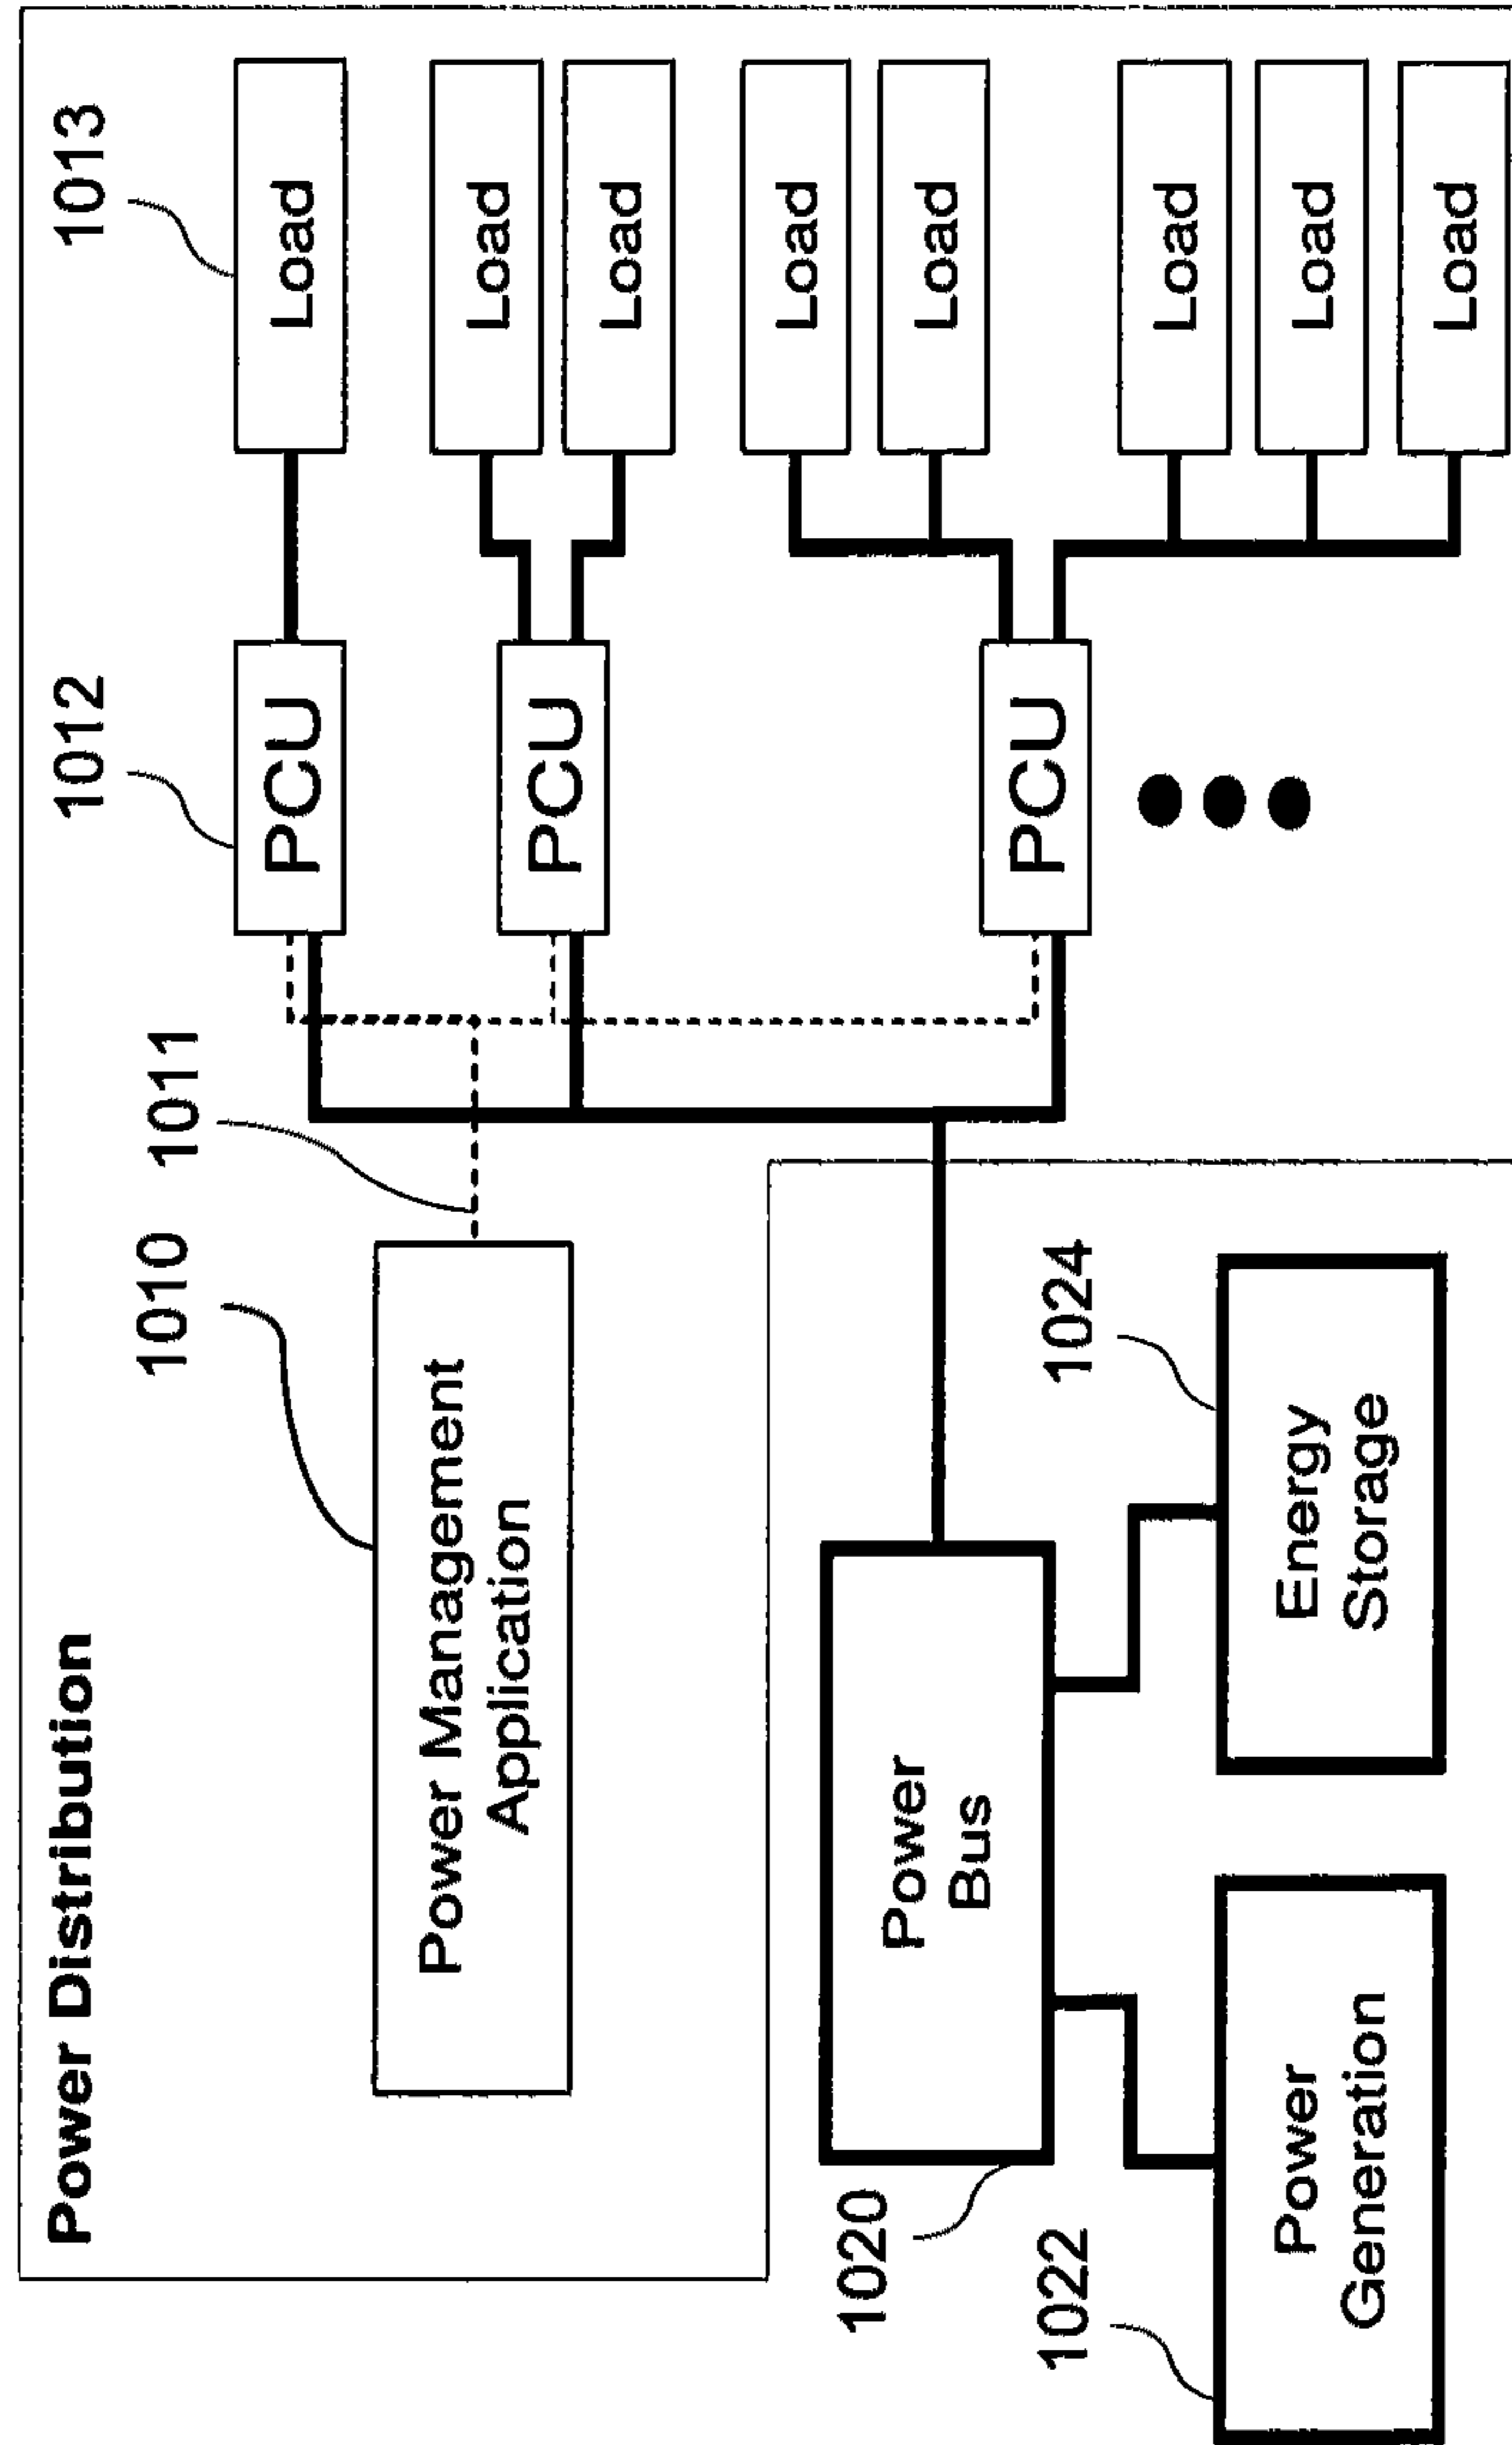 Power Distribution
1010
1011
1012
1013
Power Management
Application
PCU
Load
PCU
Load
Load
PCU
Load
Load
Load
Load
Load
1020
Power
Bus
1022
Power
Generation
1024
Energy
Storage